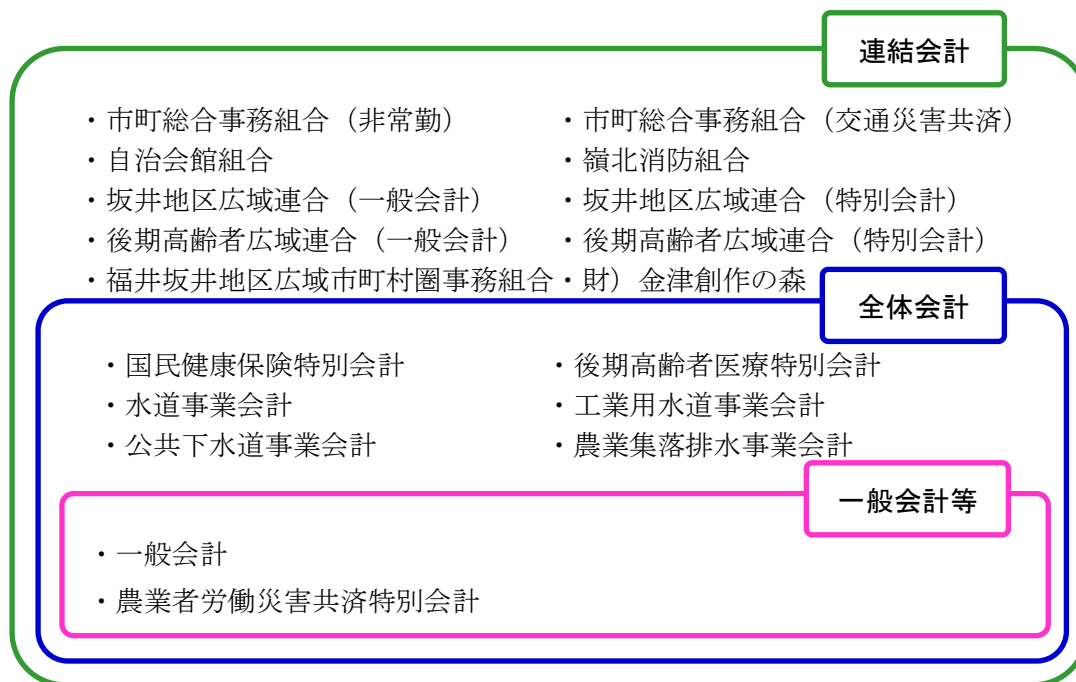 連結会計
・市町総合事務組合（非常勤）　・市町総合事務組合（交通災害共済）
・自治会館組合　・嶺北消防組合
・坂井地区広域連合（一般会計）　・坂井地区広域連合（特別会計）
・後期高齢者広域連合（一般会計）　・後期高齢者広域連合（特別会計）
・福井坂井地区広域市町村圏事務組合・財）金津創作の森
全体会計
・国民健康保険特別会計　・後期高齢者医療特別会計
・水道事業会計　・工業用水道事業会計
・公共下水道事業会計　・農業集落排水事業会計
一般会計等
・一般会計
・農業者労働災害共済特別会計